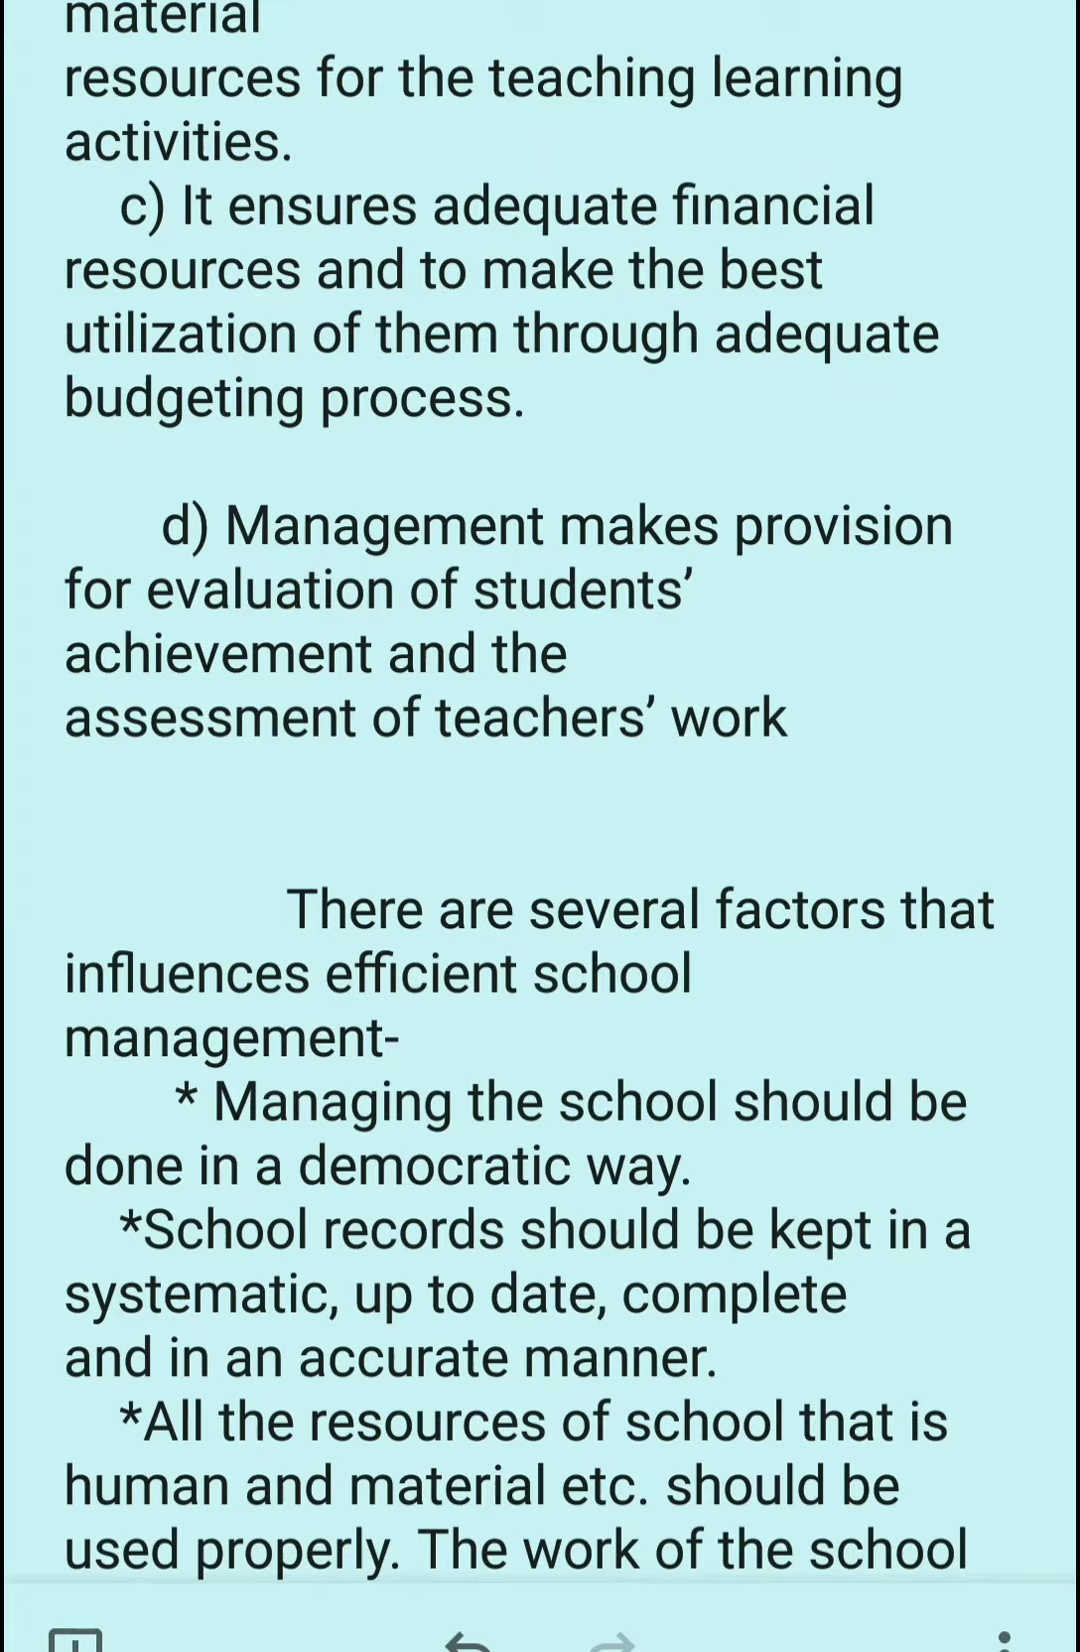 material
resources for the teaching learning
activities.
c) It ensures adequate financial
resources and to make the best
utilization of them through adequate
budgeting process.
d) Management makes provision
for evaluation of students’
achievement and the
assessment of teachers’ work
There are several factors that
influences efficient school
management-
* Managing the school should be
done in a democratic way.
*School records should be kept in a
systematic, up to date, complete
and in an accurate manner.
*All the resources of school that is
human and material etc. should be
used properly. The work of the school